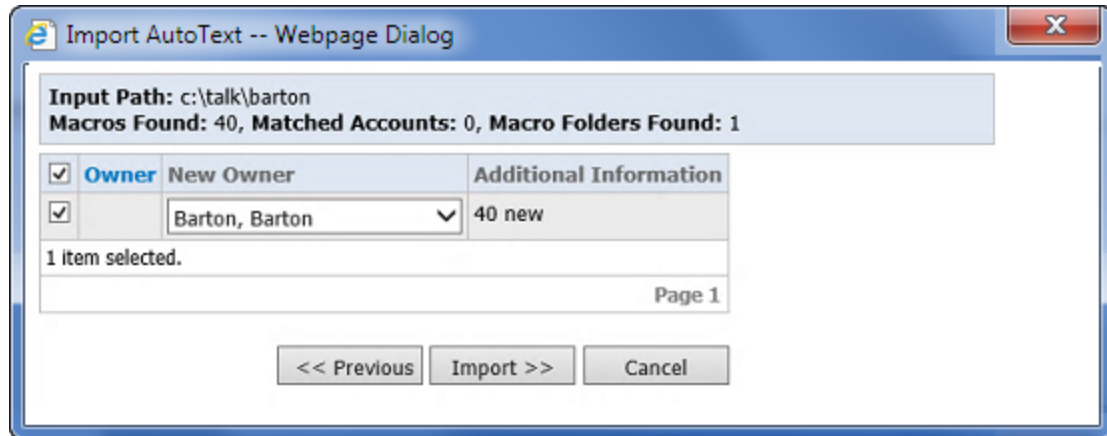 Import AutoText -- Webpage Dialog
Input Path: c:\talk\barton
Macros Found: 40, Matched Accounts: 0, Macro Folders Found: 1
Owner New Owner Additional Information
Barton, Barton 40 new
1 item selected.
Page 1
<< Previous Import >> Cancel